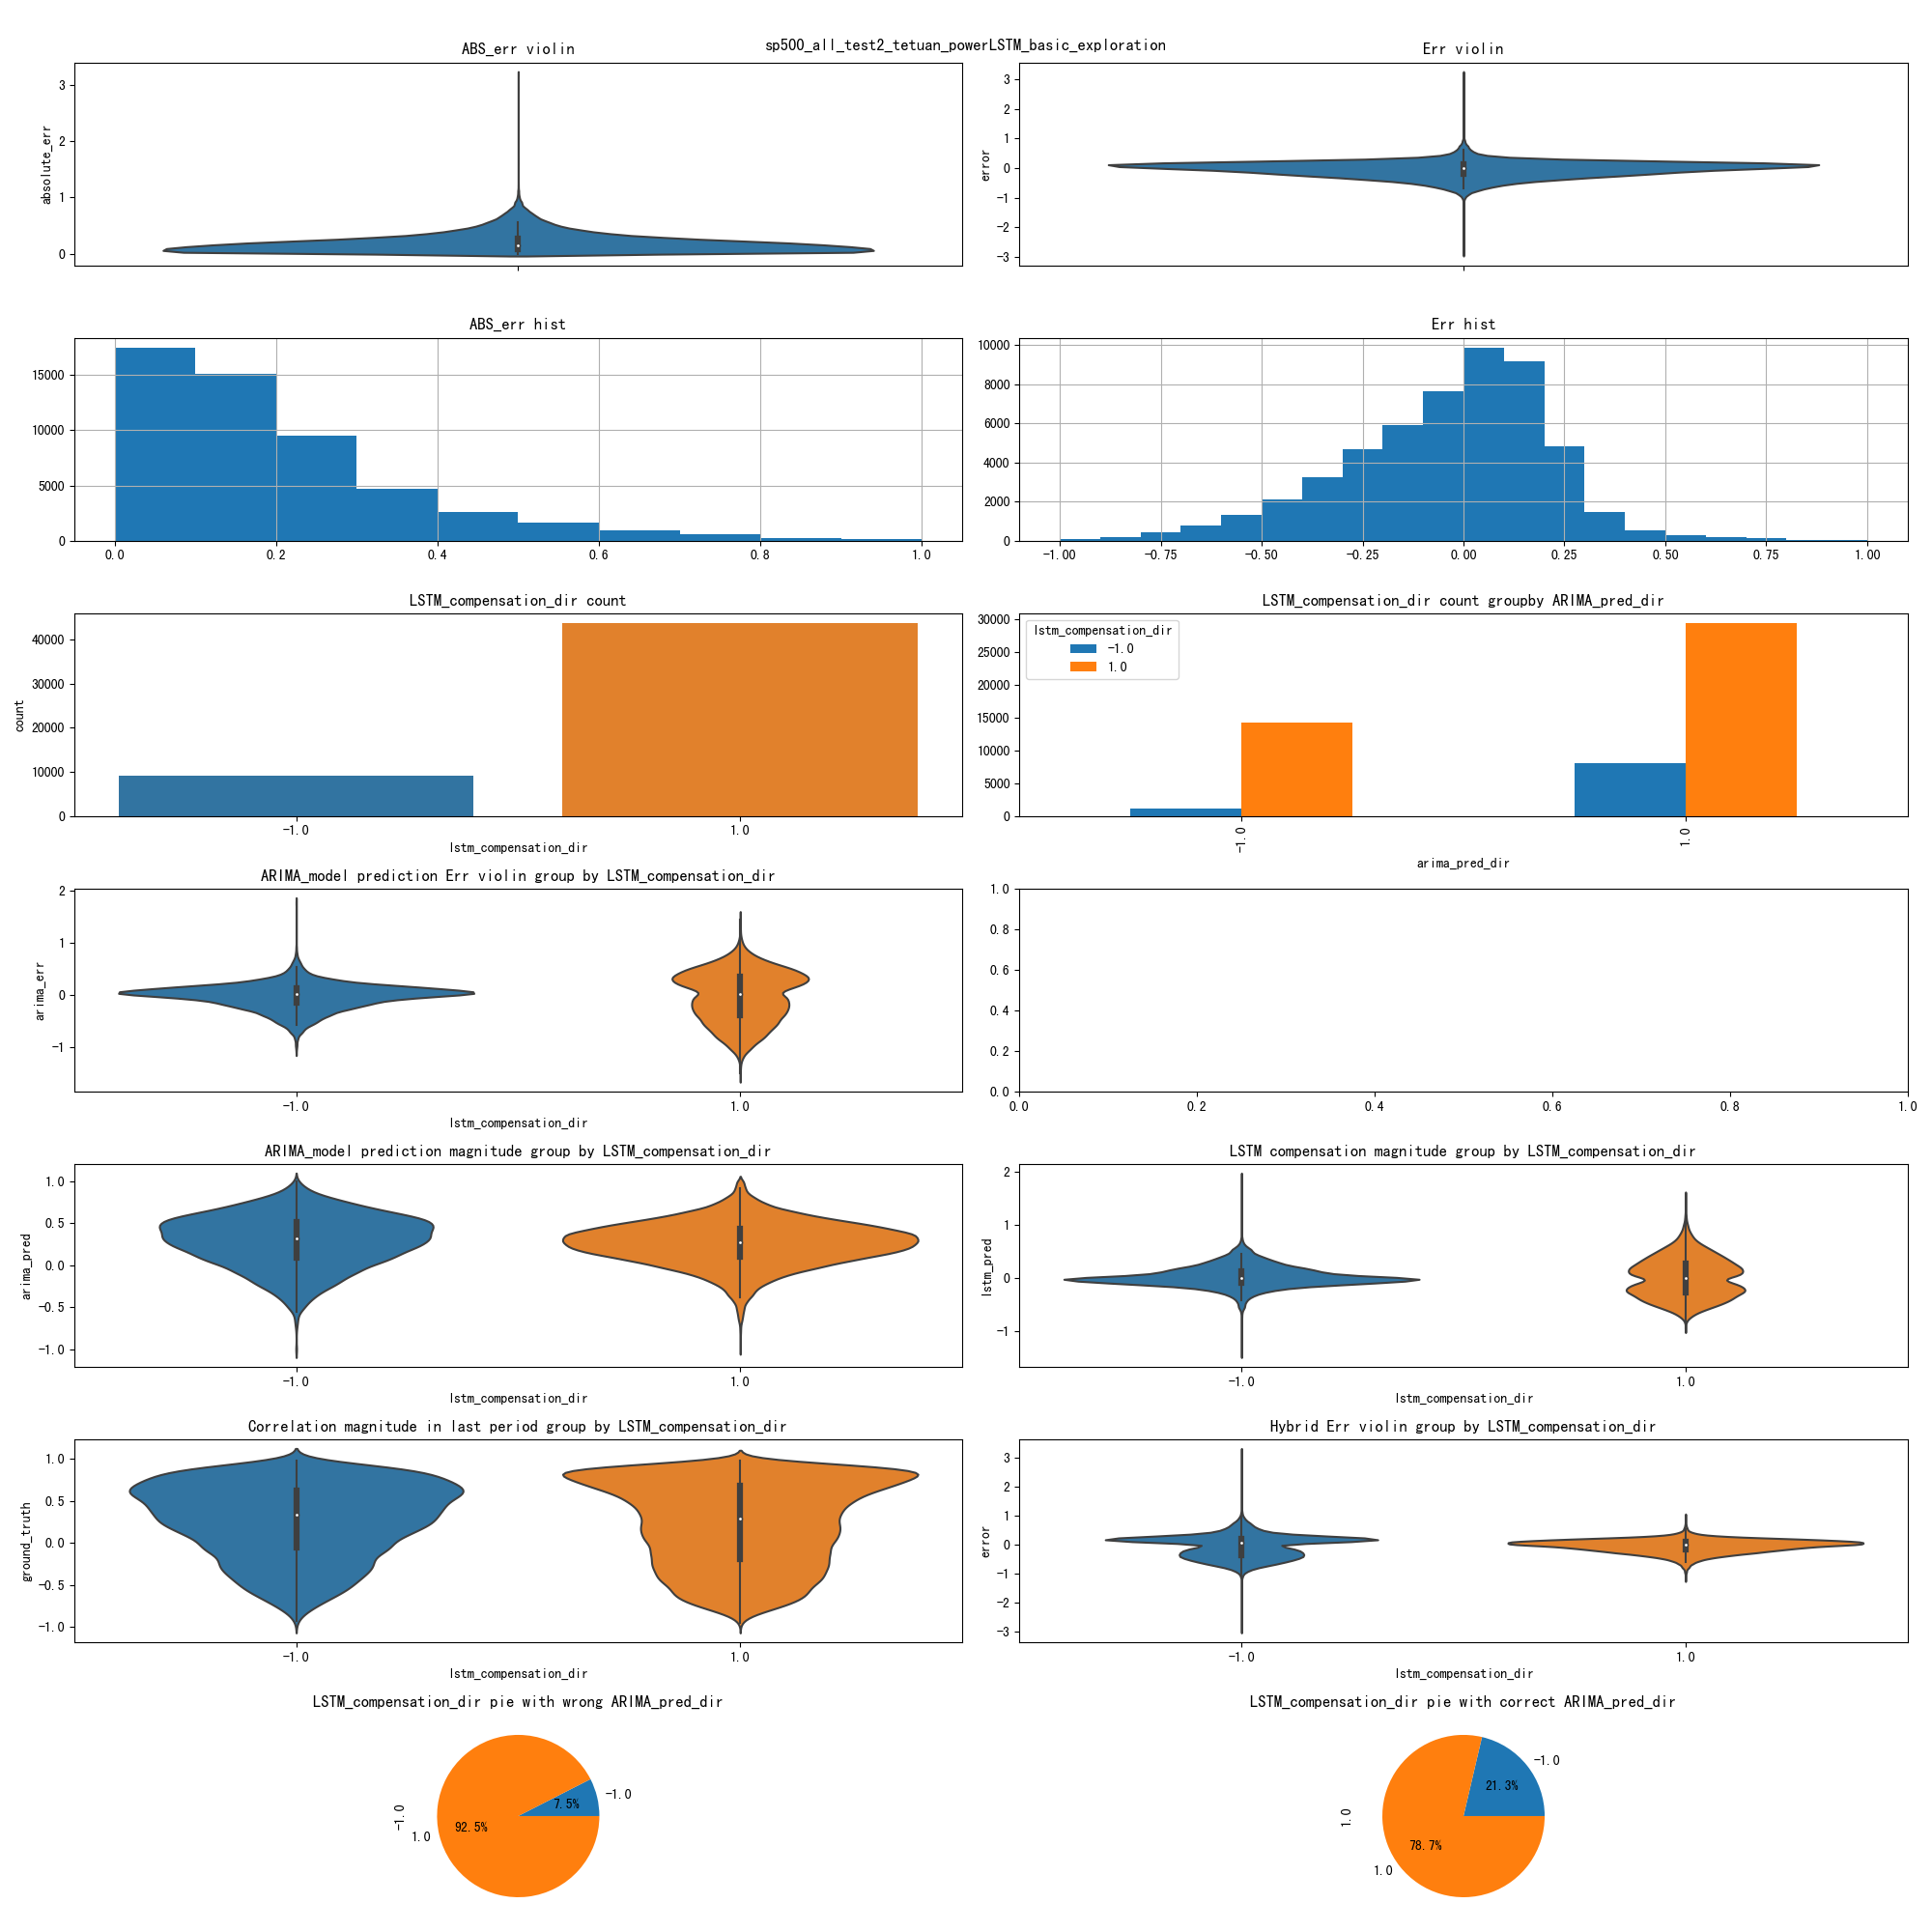 sp500_all_test2_tetuan_powerLSTM_basic_exploration
ABS_err violin
absolute_err
3
2
1
0
Err violin
error
3
2
1
0
-1
-2
-3
ABS_err hist
15000
10000
5000
0
0.0 0.2 0.4 0.6 0.8 1.0
Err hist
10000
8000
6000
4000
2000
0
-1.00 -0.75 -0.50 -0.25 0.00 0.25 0.50 0.75 1.00
LSTM_compensation_dir count
count
40000
30000
20000
10000
0
-1.0 1.0
lstm_compensation_dir
LSTM_compensation_dir count groupby ARIMA_pred_dir
30000
25000
20000
15000
10000
5000
0
lstm_compensation_dir
-1.0
1.0
-1.0 1.0
arima_pred_dir
ARIMA_model prediction Err violin group by LSTM_compensation_dir
arima_err
2
1
0
-1
-1.0 1.0
lstm_compensation_dir
1.0
0.8
0.6
0.4
0.2
0.0
0.0 0.2 0.4 0.6 0.8 1.0
ARIMA_model prediction magnitude group by LSTM_compensation_dir
arima_pred
1.0
0.5
0.0
-0.5
-1.0
-1.0 1.0
lstm_compensation_dir
LSTM compensation magnitude group by LSTM_compensation_dir
lstm_pred
2
1
0
-1
-1.0 1.0
lstm_compensation_dir
Correlation magnitude in last period group by LSTM_compensation_dir
ground_truth
1.0
0.5
0.0
-0.5
-1.0
-1.0 1.0
lstm_compensation_dir
Hybrid Err violin group by LSTM_compensation_dir
error
3
2
1
0
-1
-2
-3
-1.0 1.0
lstm_compensation_dir
LSTM_compensation_dir pie with wrong ARIMA_pred_dir
-1.0
-1.0
7.5%
92.5%
1.0
LSTM_compensation_dir pie with correct ARIMA_pred_dir
1.0
-1.0
21.3%
78.7%
1.0